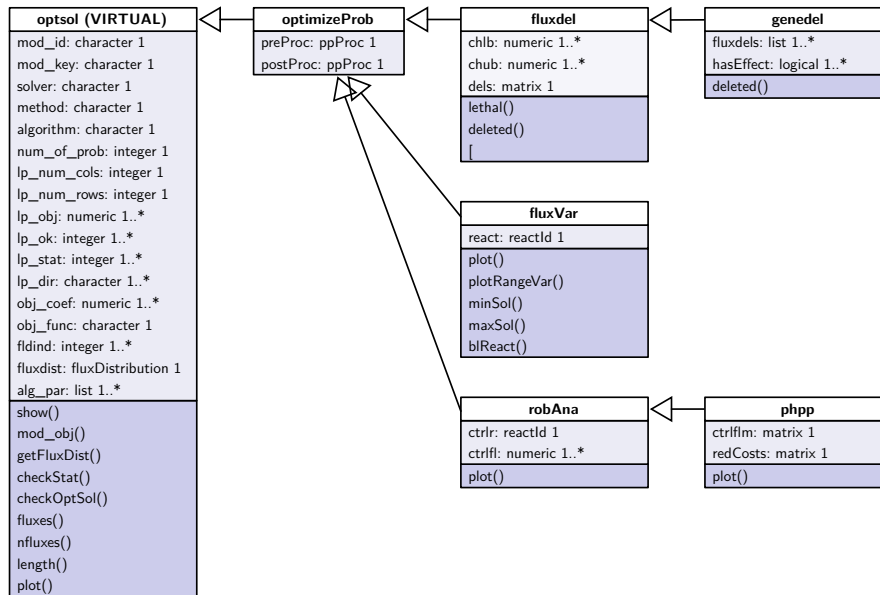 optsol (VIRTUAL)
mod_id: character 1
mod_key: character 1
solver: character 1
method: character 1
algorithm: character 1
num_of_prob: integer 1
lp_num_cols: integer 1
lp_num_rows: integer 1
lp_obj: numeric 1..*
lp_ok: integer 1..*
lp_stat: integer 1..*
lp_dir: character 1..*
obj_coef: numeric 1..*
obj_func: character 1
fldind: integer 1..*
fluxdist: fluxDistribution 1
alg_par: list 1..*
show()
mod_obj()
getFluxDist()
checkStat()
checkOptSol()
fluxes()
nfluxes()
length()
plot()
optimizeProb
preProc: ppProc 1
postProc: ppProc 1
fluxdel
chlb: numeric 1..*
chub: numeric 1..*
dels: matrix 1
lethal()
deleted()
[
genedel
fluxdels: list 1..*
hasEffect: logical 1..*
deleted()
fluxVar
react: reactId 1
plot()
plotRangeVar()
minSol()
maxSol()
blReact()
robAna
ctrlr: reactId 1
ctrlfl: numeric 1..*
plot()
phpp
ctrlflm: matrix 1
redCosts: matrix 1
plot()